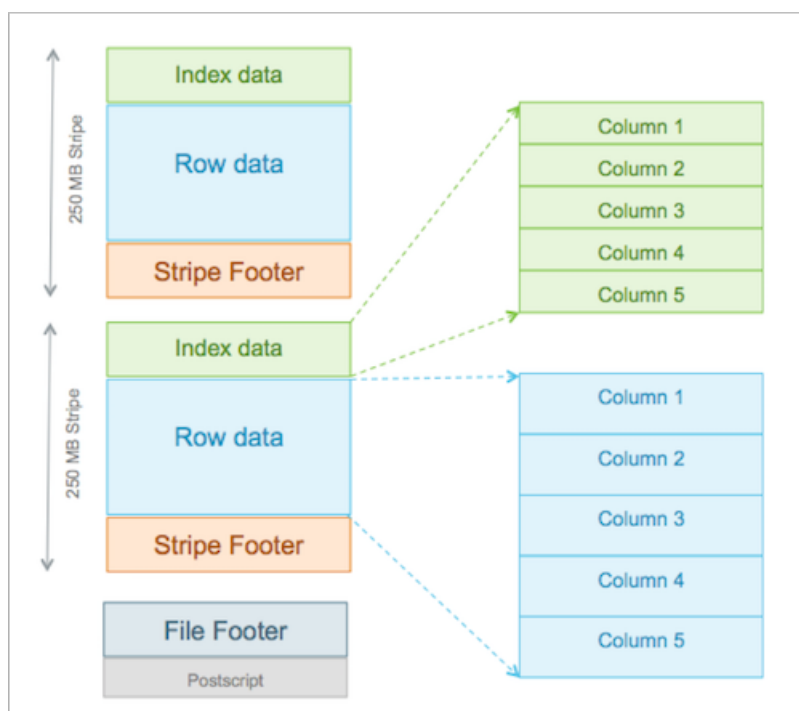 250 MB Stripe
Index data
Row data
Stripe Footer
250 MB Stripe
Index data
Row data
Stripe Footer
File Footer
Postscript
Column 1
Column 2
Column 3
Column 4
Column 5
Column 1
Column 2
Column 3
Column 4
Column 5